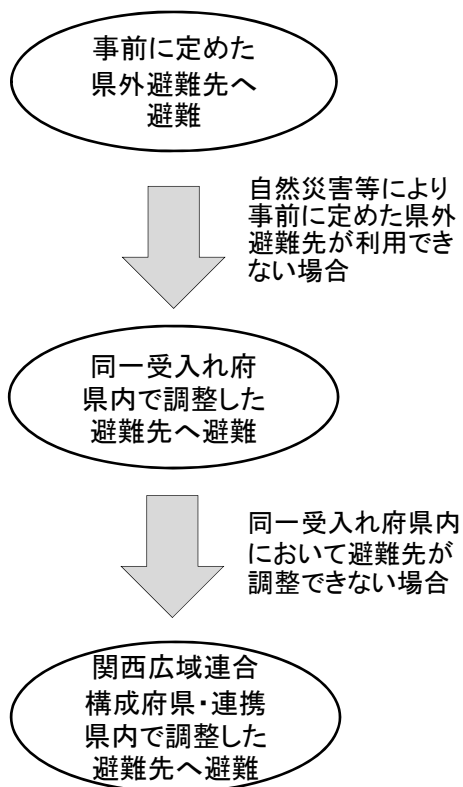 事前に定めた
県外避難先へ
避難
自然災害等により
事前に定めた県外
避難先が利用でき
ない場合
同一受入れ府
県内で調整した
避難先へ避難
同一受入れ府県内
において避難先が
調整できない場合
関西広域連合
構成府県・連携
県内で調整した
避難先へ避難